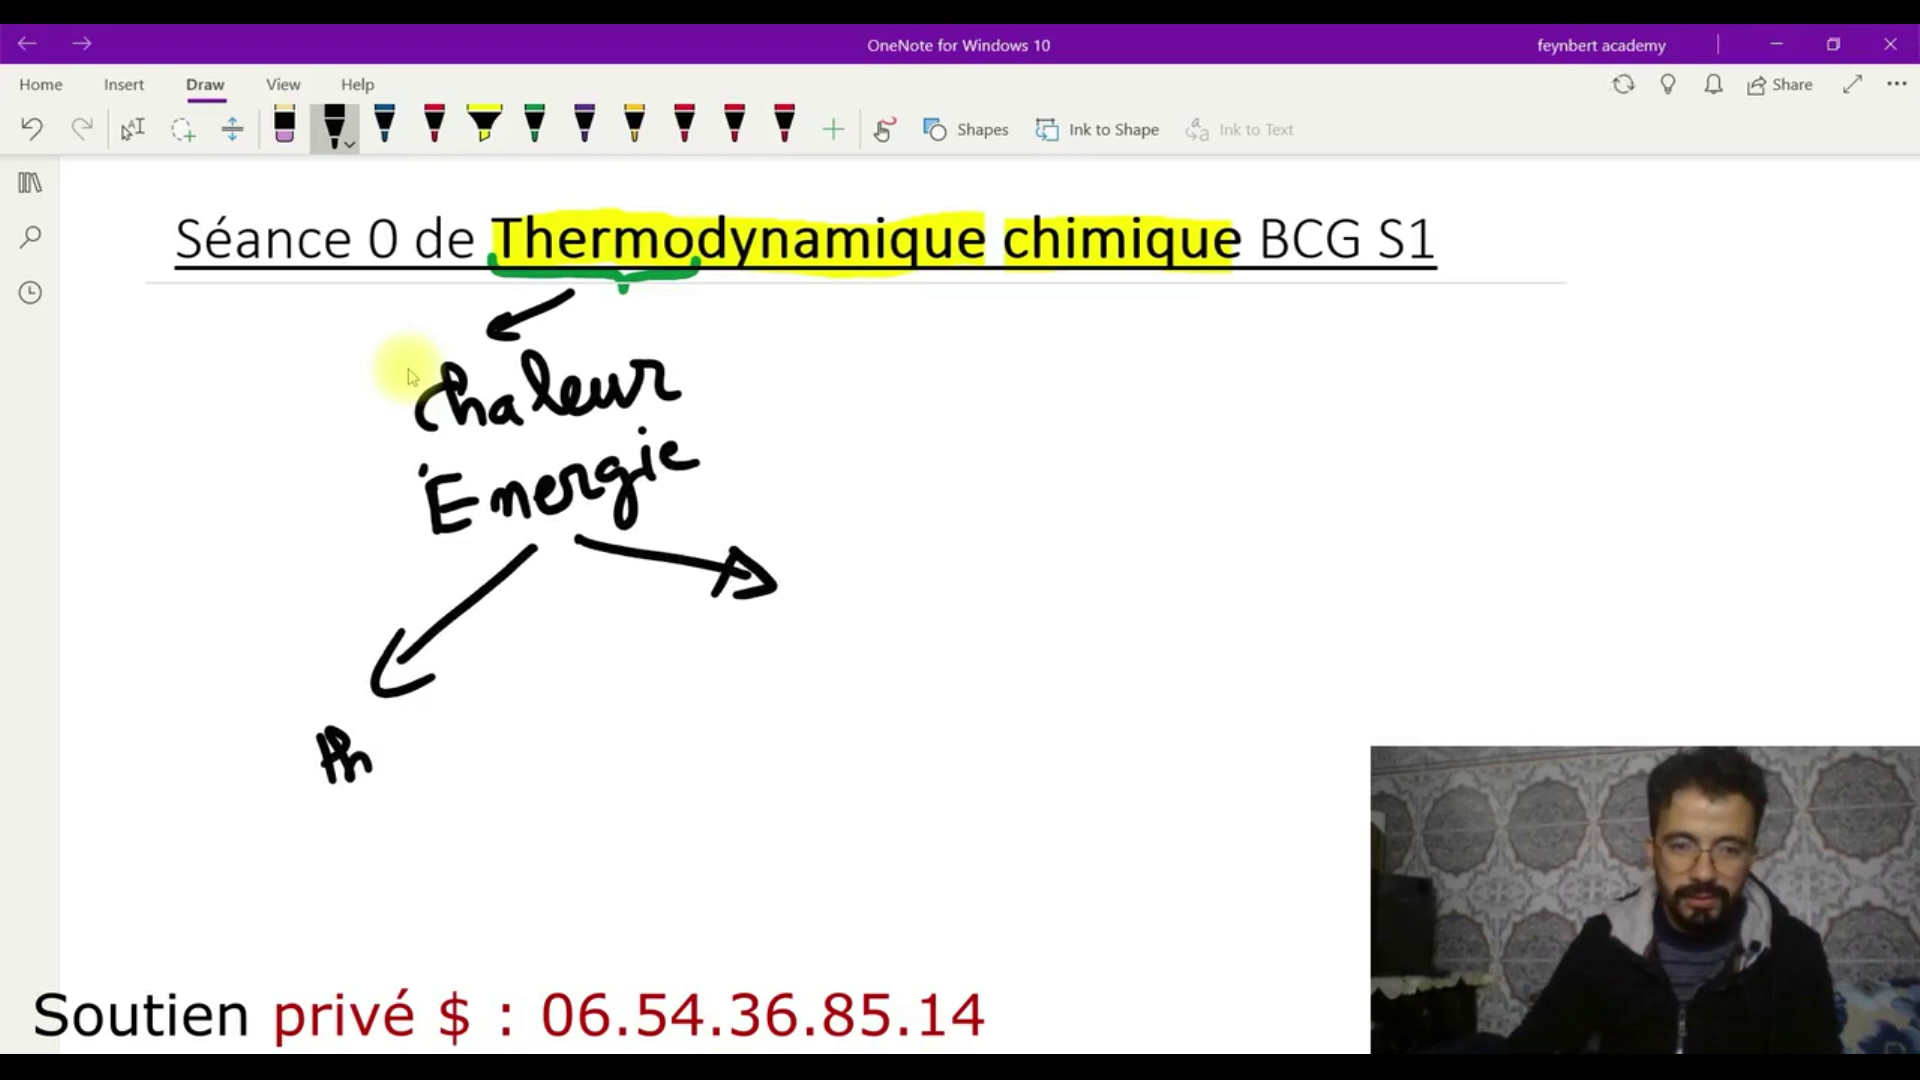 OneNote for Windows 10
feynbert academy
Home Insert Draw View Help
Share
Shapes Ink to Shape Ink to Text
Séance 0 de Thermodynamique chimique BCG S1
Chaleur
Énergie
th
Soutien privé $ : 06.54.36.85.14